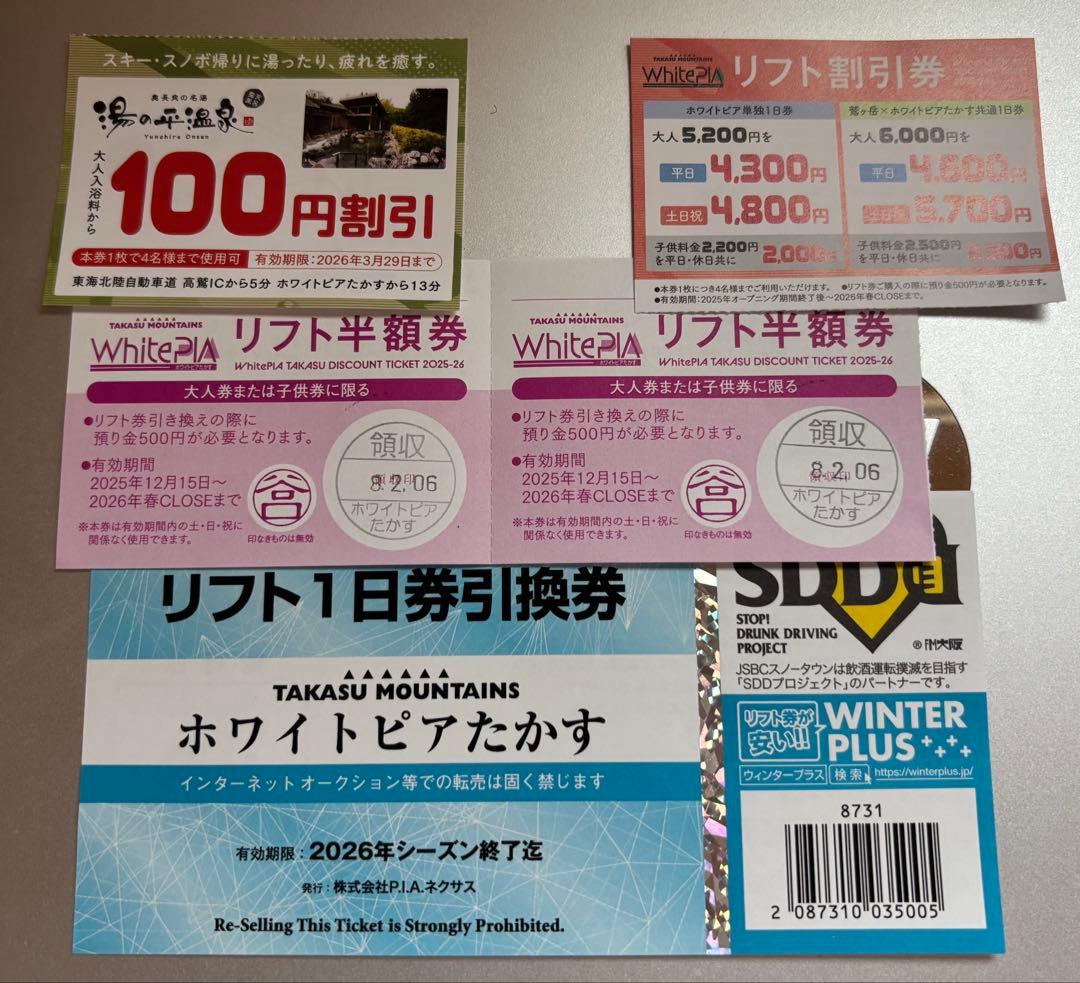 スキー・スノボ帰りに湯ったり、疲れを癒す。
奥長良の名湯
湯の平温泉
Yunohira Onsen
大人入浴料から
100円割引
本券1枚で4名様まで使用可
有効期限:2026年3月29日まで
東海北陸自動車道 高鷲ICから5分 ホワイトピアたかすから13分
TAKASU MOUNTAINS
WhitePIA
リフト割引券
ホワイトピア単独1日券
大人5,200円を
平日 4,300円
土日祝 4,800円
子供料金2,200円
を平日・休日共に
2,000円
鷲ヶ岳×ホワイトピアたかす共通1日券
大人6,000円を
平日
円
5,700円
子供料金2,500円
を平日・休日共に
●本券1枚につき4名様までご利用いただけます。 ●リフト券ご購入の際に預り金500円が必要となります。
●有効期間:2025年オープニング期間終了後〜2026年春CLOSEまで。
TAKASU MOUNTAINS
WhitePIA
ホワイトピアたかす
リフト半額券
WhitePIA TAKASU DISCOUNT TICKET 2025-26
大人券または子供券に限る
●リフト券引き換えの際に
預り金500円が必要となります。
●有効期間
2025年12月15日〜
2026年春CLOSEまで
※本券は有効期間内の土・日・祝に
関係なく使用できます。
印なきものは無効
領収
領収印
8.2.06
ホワイトピア
たかす
TAKASU MOUNTAINS
WhitePIA
ホワイトピアたかす
リフト半額券
WhitePIA TAKASU DISCOUNT TICKET 2025-26
大人券または子供券に限る
●リフト券引き換えの際に
預り金500円が必要となります。
●有効期間
2025年12月15日〜
2026年春CLOSEまで
※本券は有効期間内の土・日・祝に
関係なく使用できます。
印なきものは無効
領収
領収印
8.2.06
ホワイトピア
たかす
リフト1日券引換券
TAKASU MOUNTAINS
ホワイトピアたかす
インターネットオークション等での転売は固く禁じます
有効期限:2026年シーズン終了迄
発行:株式会社P.I.A.ネクサス
Re-Selling This Ticket is Strongly Prohibited.
SDD
STOP!
DRUNK DRIVING
PROJECT
® FM大阪
JSBCスノータウンは飲酒運転撲滅を目指す
「SDDプロジェクト」のパートナーです。
リフト券が
安い!!
WINTER
PLUS
ウィンタープラス 検索 https://winterplus.jp/
8731
2 087310 035005